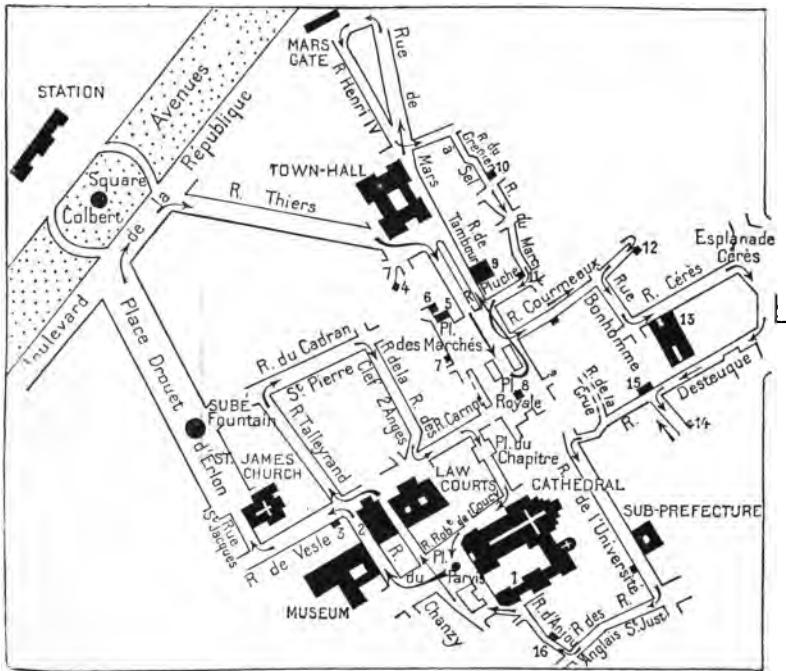 MARS
GATE
Rue
de
R. Henri IV
STATION
Avenues
République
la
de
Boulevard
Square
Colbert
TOWN-HALL
R. Thiers
Mars
a
R. du
Grenier
Sel
10
R.
du Marc
R. de
Tambour
9
R.
Pluche
11
7
4
6
5
Pl.
des Marchés
7
R. Courmeaux
12
Rue
Bonhomme
R. Cérès
Esplanade
Cérès
13
Pl.
8
Royale
15
R. de la
Grue
R.
Desteuque
14
Place Drouet
d'Erlon
SUBE
Fountain
R. du Cadran
St Pierre
R. de la
Clef
R. des
2 Anges
R. Carnot
R. Talleyrand
ST. JAMES
CHURCH
Rue
St Jacques
R. de Vesle
3
2
LAW
COURTS
Pl. du
Chapitre
CATHEDRAL
R. Robt de Coucy
R.
du
Pl.
Parvis
1
MUSEUM
Chanzy
R.
de l'Université
SUB-PREFECTURE
R. d'Anjou
R. des
Anglais
R.
St. Just
16